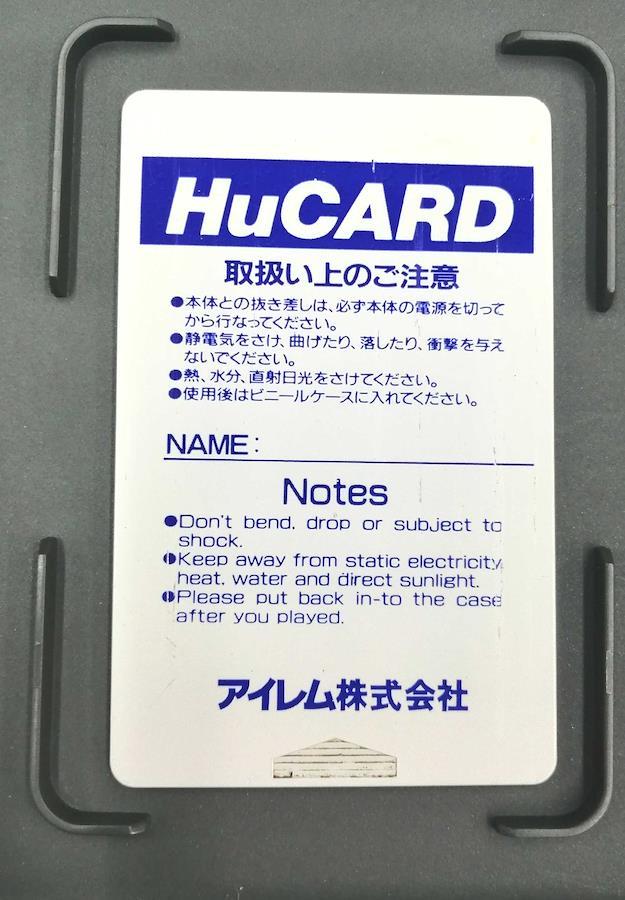 HuCARD
取扱い上のご注意
●本体との抜き差しは、必ず本体の電源を切って
から行なってください。
●静電気をさけ、曲げたり、落したり、衝撃を与え
ないでください。
●熱、水分、直射日光をさけてください。
●使用後はビニールケースに入れてください。
NAME:
Notes
●Don't bend, drop or subject to
shock.
●Keep away from static electricity,
heat, water and direct sunlight.
●Please put back in-to the case
after you played.
アイレム株式会社